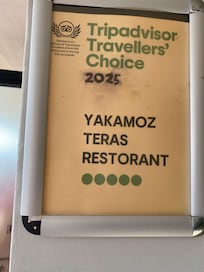 Tripadvisor
Travellers'
Choice
2025
YAKAMOZ
TERAS
RESTORANT